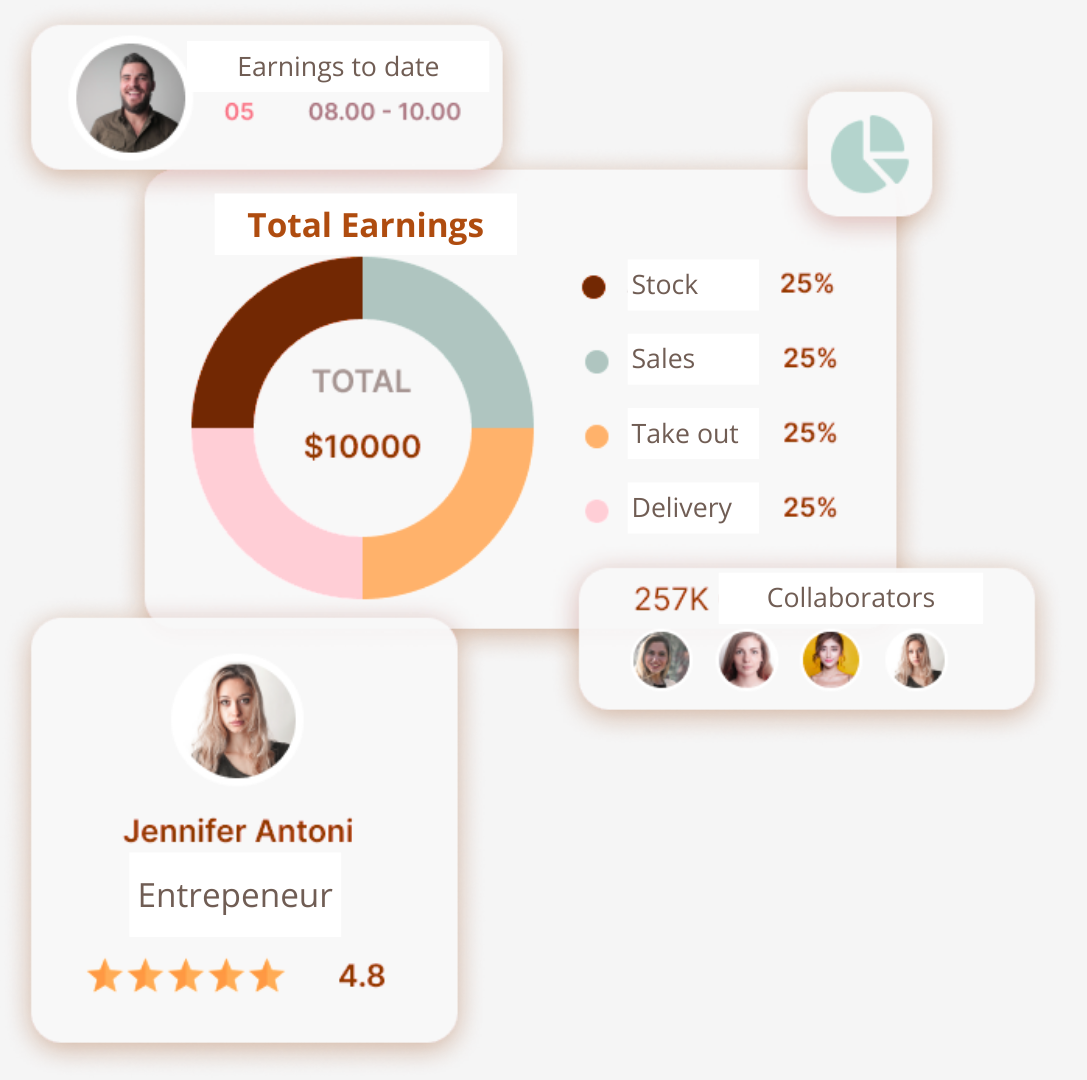 Earnings to date
05 08.00 - 10.00
Total Earnings
TOTAL
$10000
Stock 25%
Sales 25%
Take out 25%
Delivery 25%
257K Collaborators
Jennifer Antoni
Entrepeneur
4.8